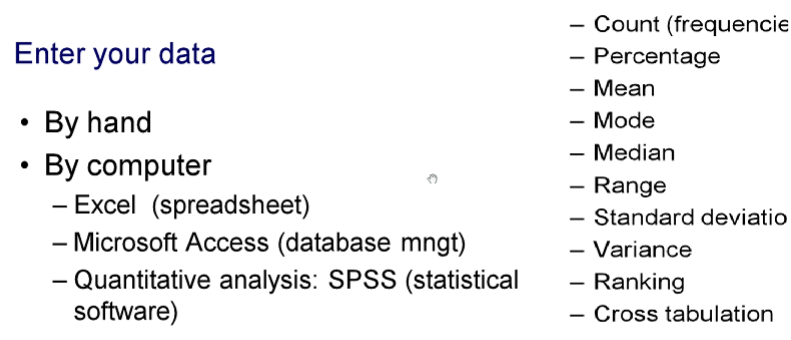 Enter your data
• By hand
• By computer
– Excel (spreadsheet)
– Microsoft Access (database mngt)
– Quantitative analysis: SPSS (statistical
software)
– Count (frequencie
– Percentage
– Mean
– Mode
– Median
– Range
– Standard deviatio
– Variance
– Ranking
– Cross tabulation